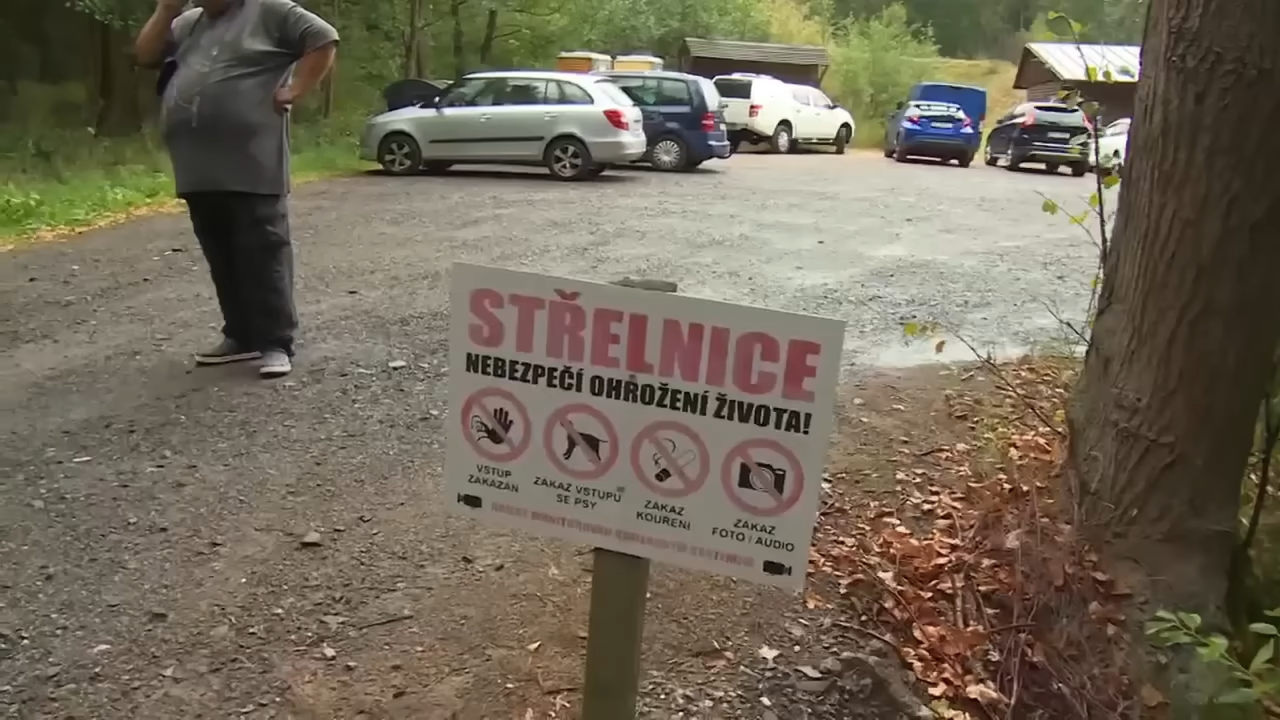 STŘELNICE
NEBEZPEČÍ OHROŽENÍ ŽIVOTA!
VSTUP
ZAKÁZÁN
ZÁKAZ VSTUPU
SE PSY
ZÁKAZ
KOUŘENÍ
ZÁKAZ
FOTO / AUDIO